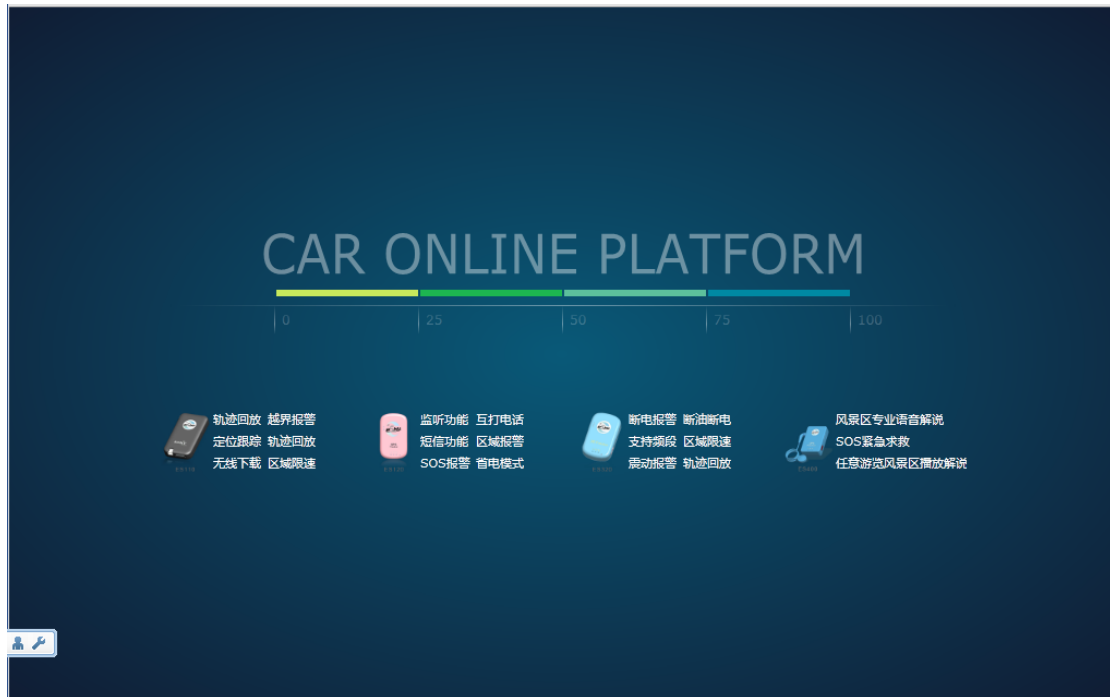 CAR ONLINE PLATFORM
0 25 50 75 100
轨迹回放 越界报警
定位跟踪 轨迹回放
无线下载 区域限速
监听功能 互打电话
短信功能 区域报警
SOS报警 省电模式
断电报警 断油断电
支持频段 区域限速
震动报警 轨迹回放
风景区专业语音解说
SOS紧急求救
任意游览风景区播放解说